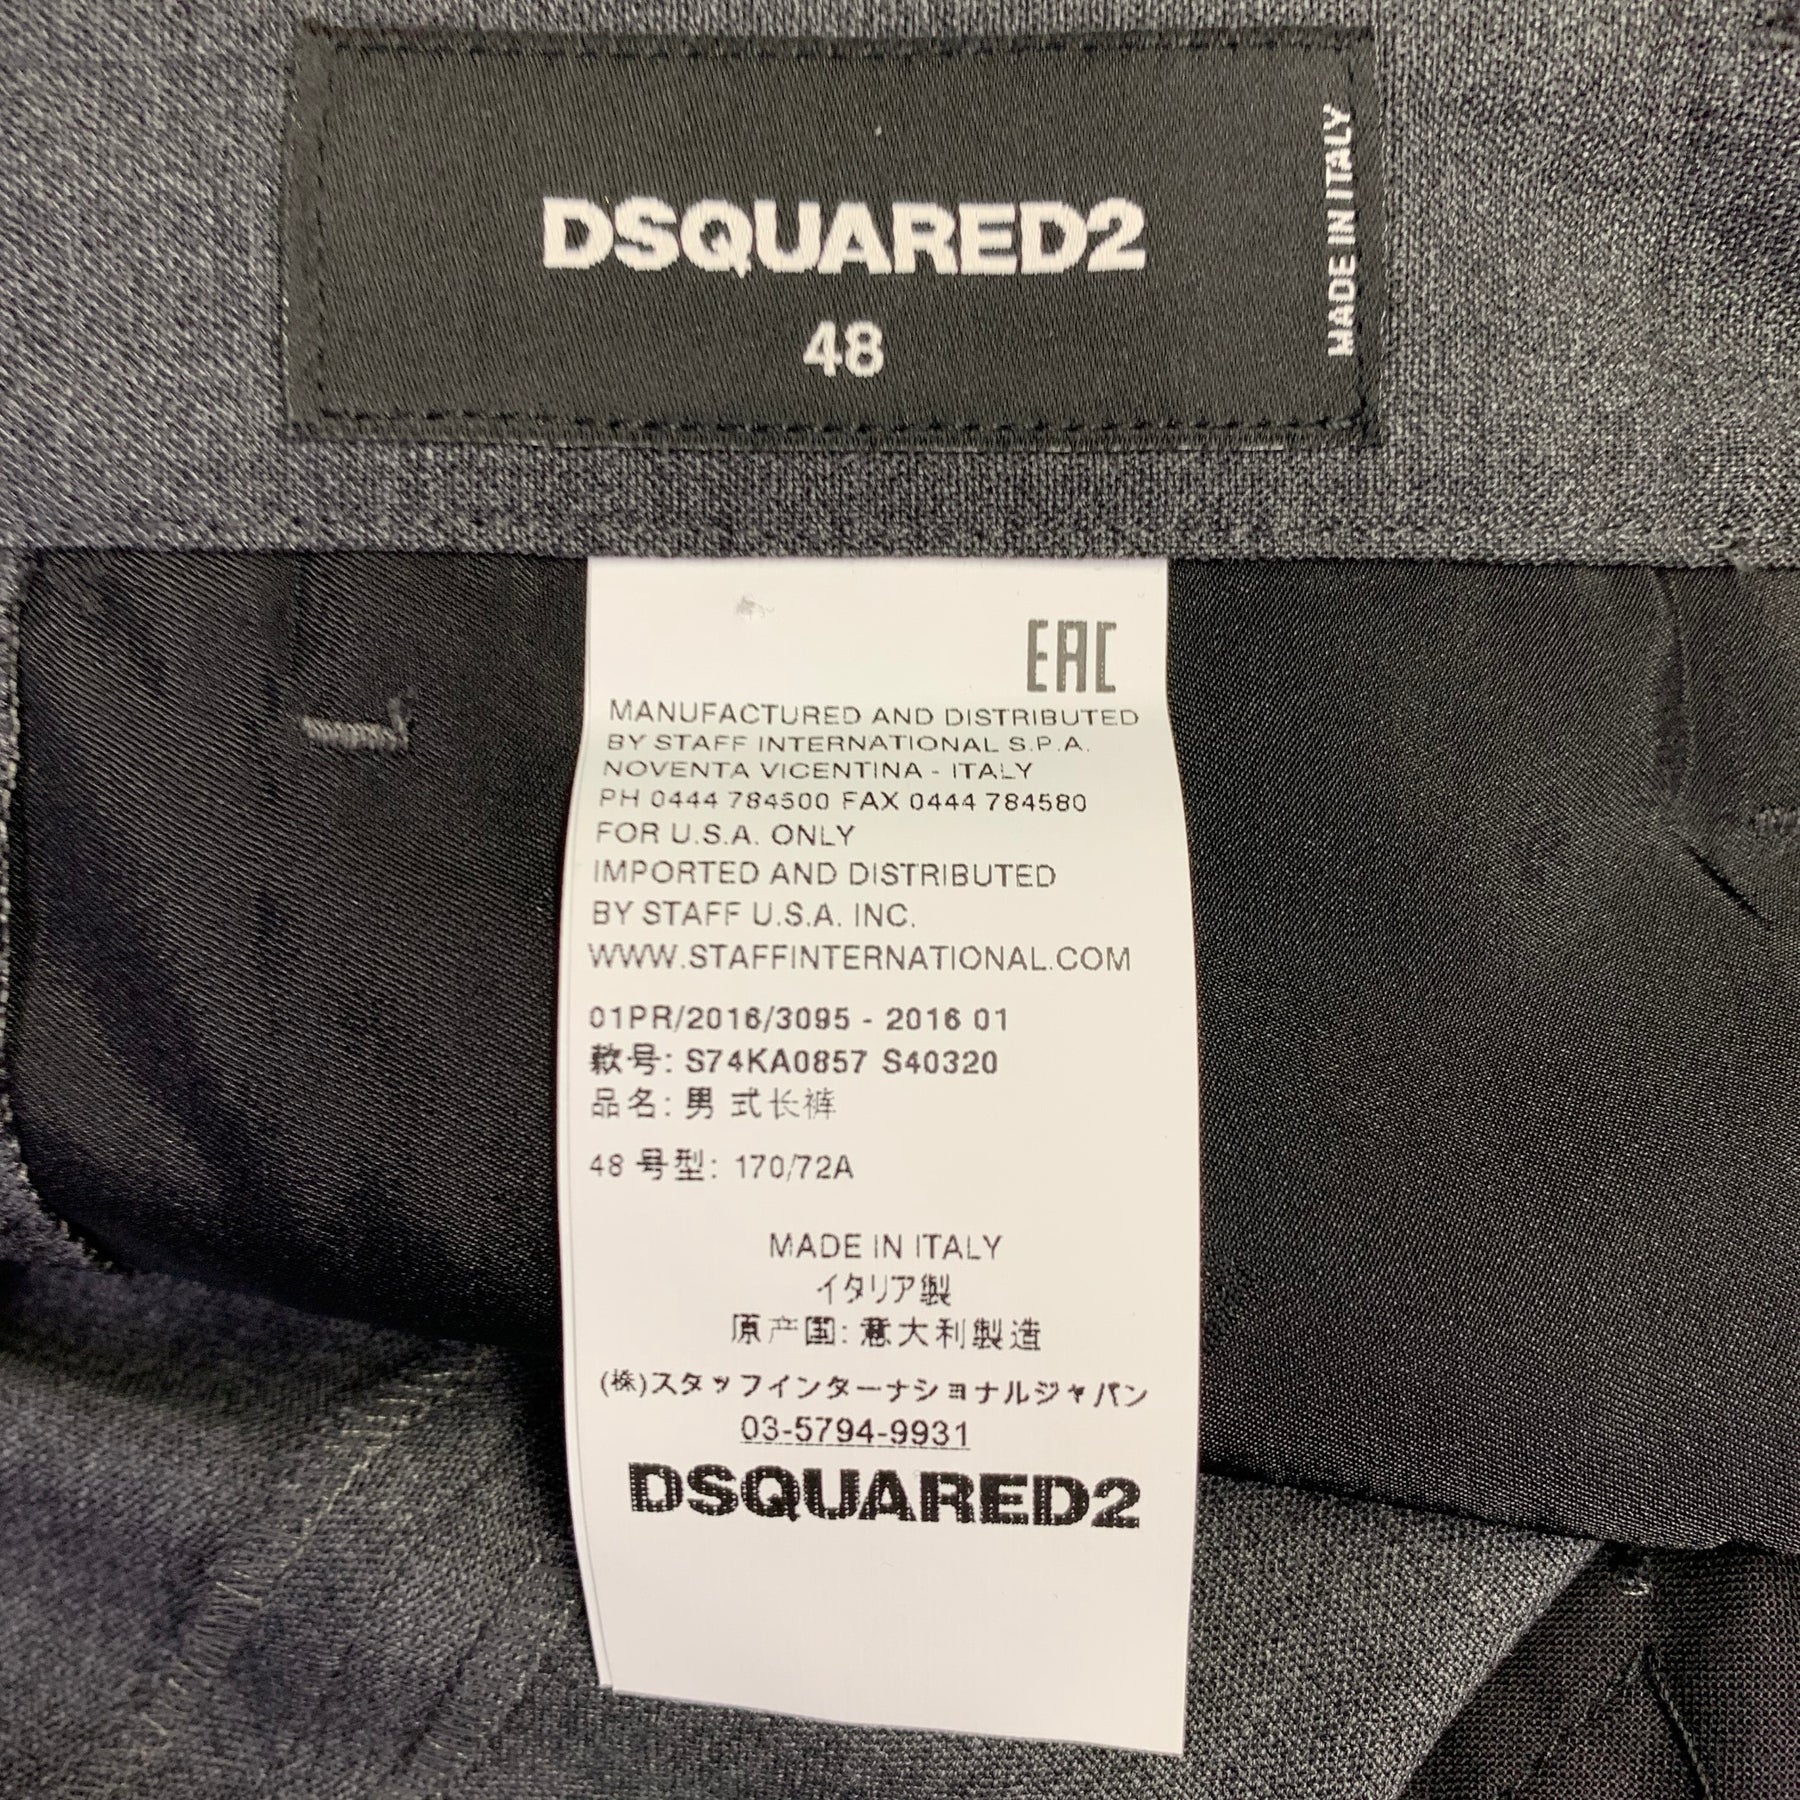 DSQUARED2
48
MADE IN ITALY
EAC
MANUFACTURED AND DISTRIBUTED
BY STAFF INTERNATIONAL S.P.A.
NOVENTA VICENTINA - ITALY
PH 0444 784500 FAX 0444 784580
FOR U.S.A. ONLY
IMPORTED AND DISTRIBUTED
BY STAFF U.S.A. INC.
WWW.STAFFINTERNATIONAL.COM
01PR/2016/3095 - 2016 01
款号: S74KA0857 S40320
品名: 男 式长裤
48 号型: 170/72A
MADE IN ITALY
イタリア製
原产国: 意大利製造
(株)スタッフインターナショナルジャパン
03-5794-9931
DSQUARED2